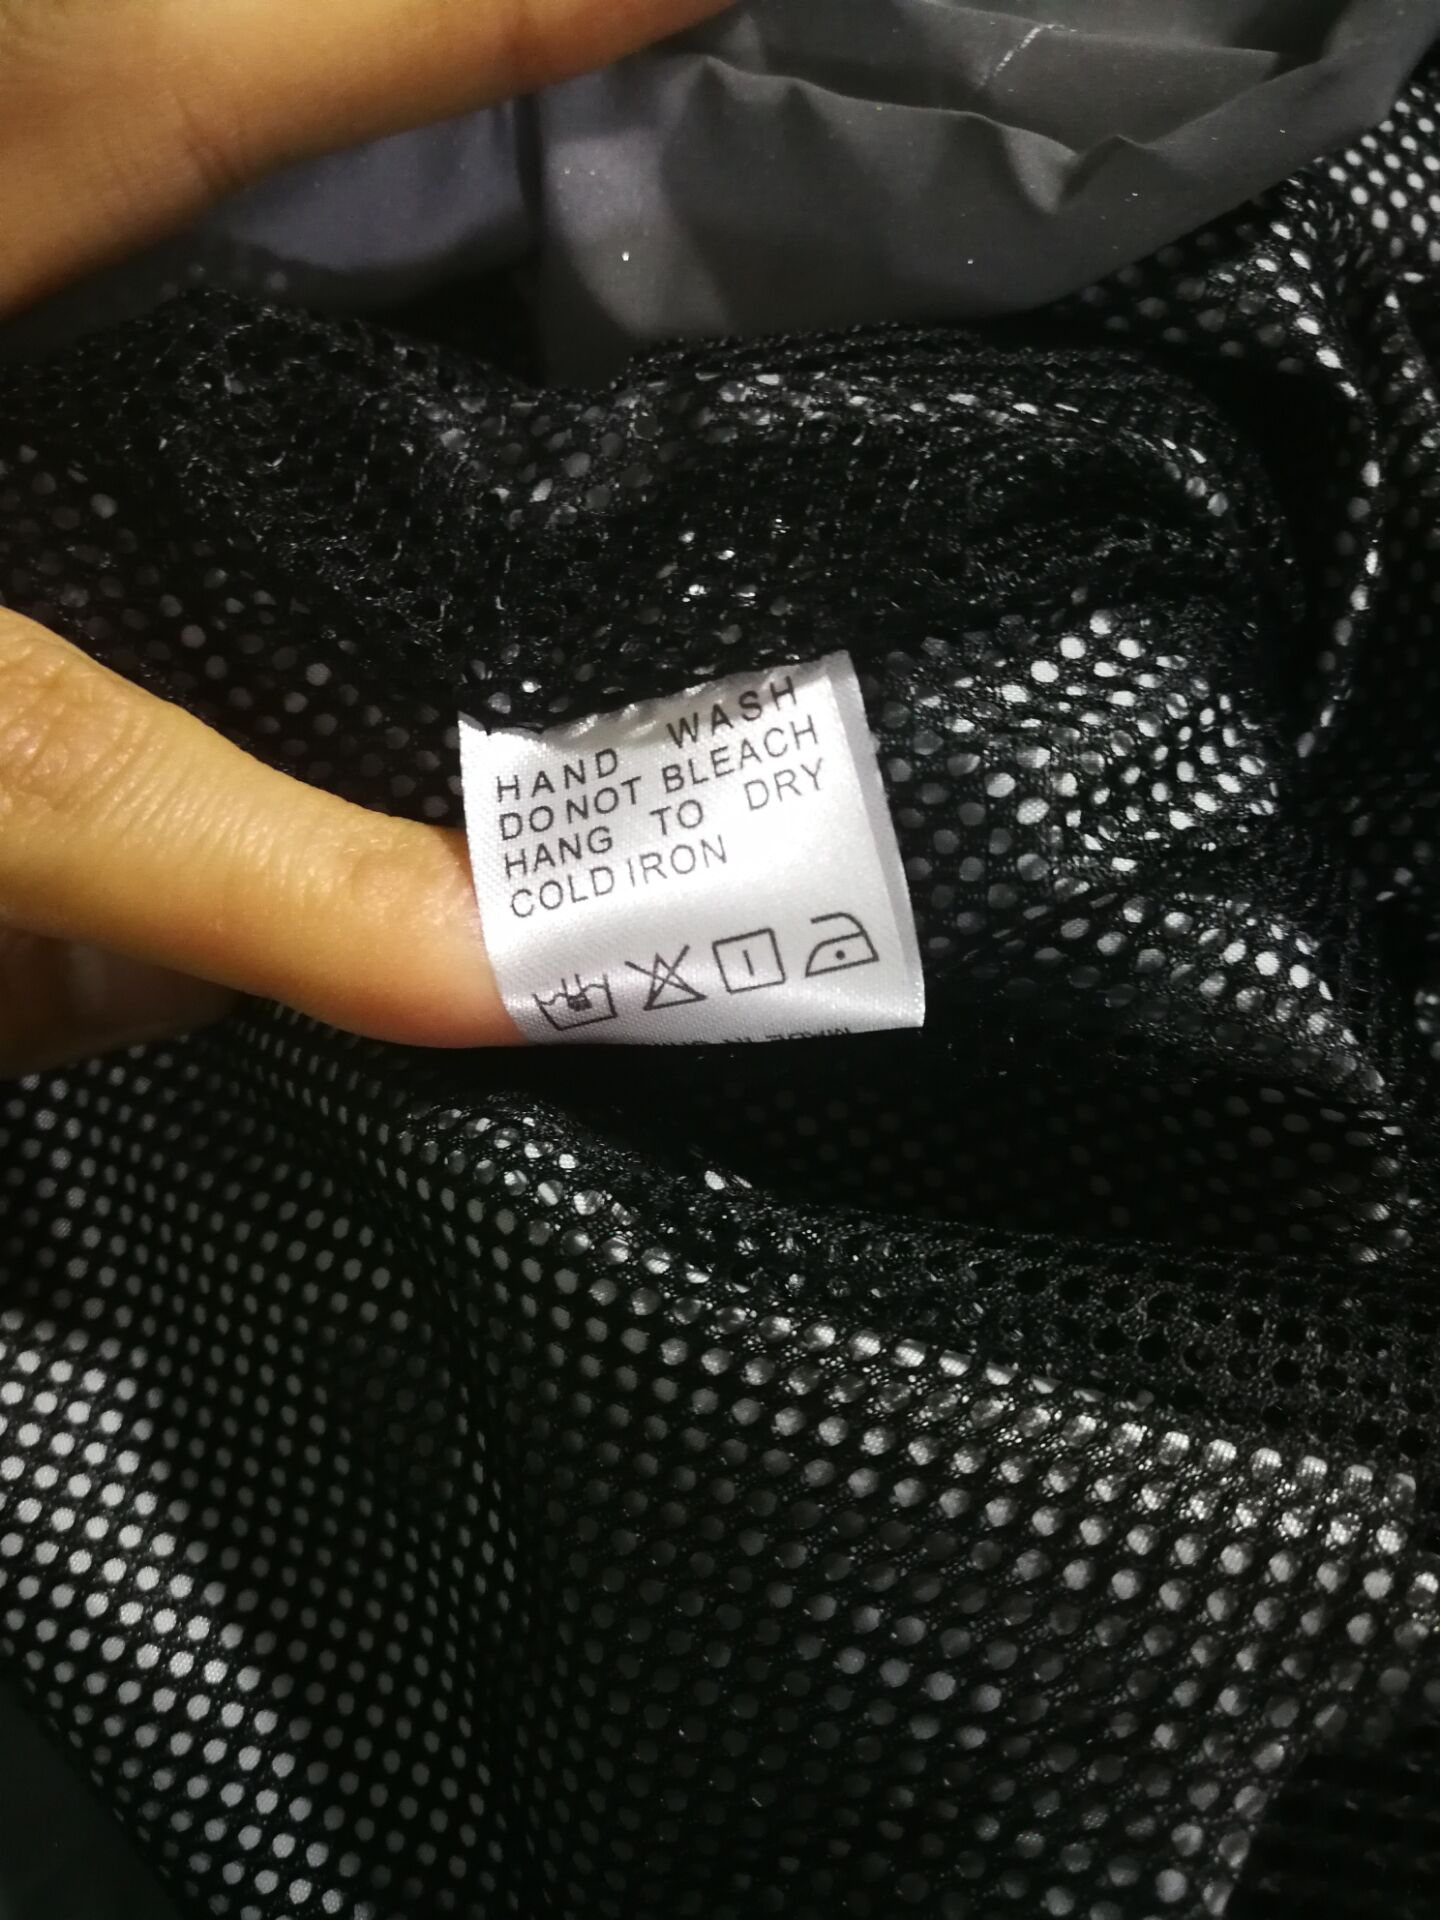 HAND WASH
DO NOT BLEACH
HANG TO DRY
COLD IRON